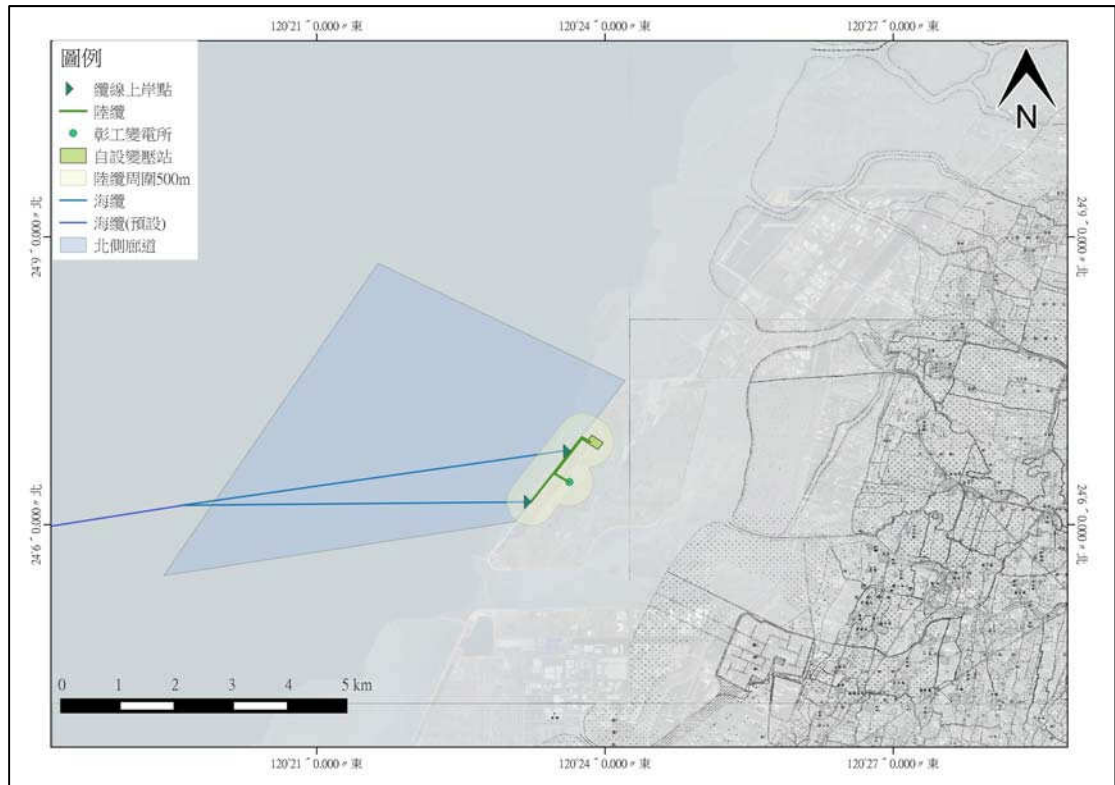 120°21´0.000〃東
120°24´0.000〃東
120°27´0.000〃東
圖例
纜線上岸點
陸纜
彰工變電所
自設變壓站
陸纜周圍500m
海纜
海纜(預設)
北側廊道
N
24°9´0.000〃北
24°9´0.000〃北
24°6´0.000〃北
24°6´0.000〃北
0 1 2 3 4 5 km
120°21´0.000〃東
120°24´0.000〃東
120°27´0.000〃東